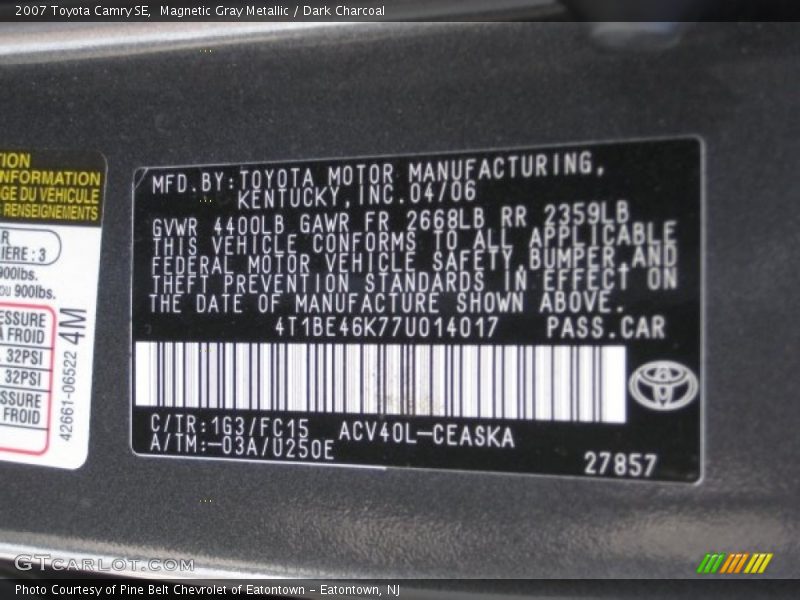 2007 Toyota Camry SE, Magnetic Gray Metallic / Dark Charcoal
TION
NFORMATION
GE DU VEHICULE
RENSEIGNEMENTS
R
IERE : 3
900lbs.
ou 900lbs.
ESSURE
À FROID
, 32PSI
, 32PSI
SSURE
FROID
42661-06522 4M
MFD.BY:TOYOTA MOTOR MANUFACTURING,
KENTUCKY,INC.04/06
GVWR 4400LB GAWR FR 2668LB RR 2359LB
THIS VEHICLE CONFORMS TO ALL APPLICABLE
FEDERAL MOTOR VEHICLE SAFETY,BUMPER,AND
THEFT PREVENTION STANDARDS IN EFFECT ON
THE DATE OF MANUFACTURE SHOWN ABOVE.
4T1BE46K77U014017 PASS.CAR
C/TR:1G3/FC15 ACV40L-CEASKA
A/TM:-03A/U250E
27857
GTcarlot.com
Photo Courtesy of Pine Belt Chevrolet of Eatontown - Eatontown, NJ